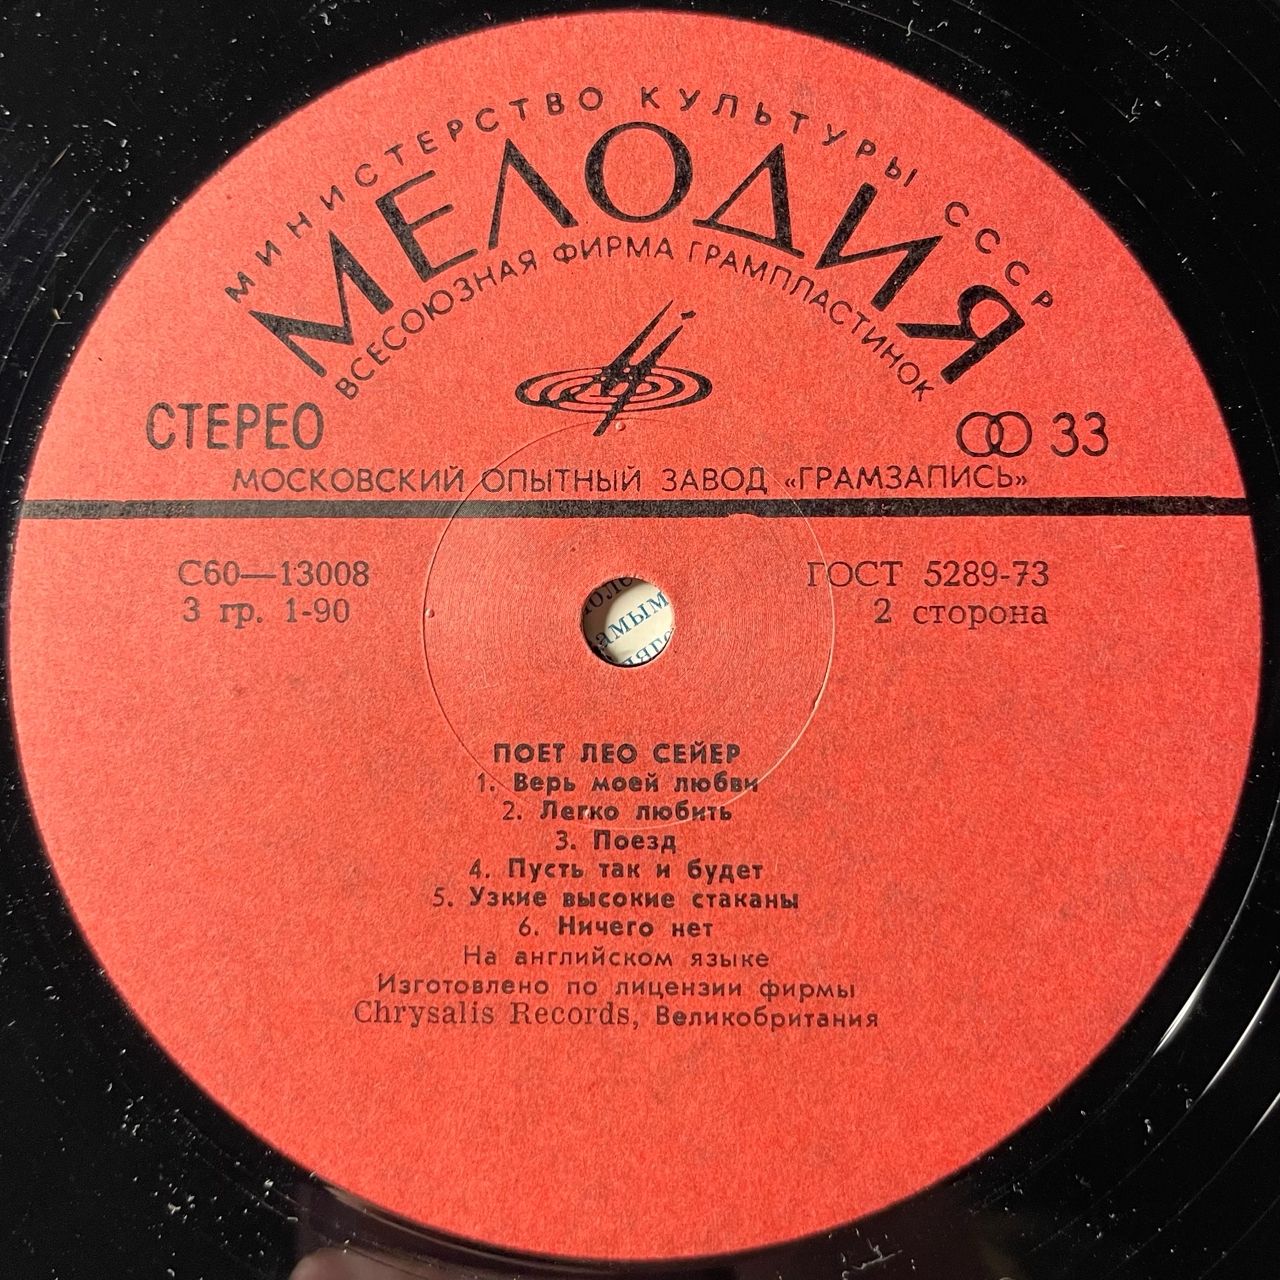 МИНИСТЕРСТВО КУЛЬТУРЫ СССР
МЕЛОДИЯ
ВСЕСОЮЗНАЯ ФИРМА ГРАМПЛАСТИНОК
СТЕРЕО
33
МОСКОВСКИЙ ОПЫТНЫЙ ЗАВОД «ГРАМЗАПИСЬ»
С60—13008
ГОСТ 5289-73
3 гр. 1-90
2 сторона
ПОЕТ ЛЕО СЕЙЕР
1. Верь моей любви
2. Легко любить
3. Поезд
4. Пусть так и будет
5. Узкие высокие стаканы
6. Ничего нет
На английском языке
Изготовлено по лицензии фирмы
Chrysalis Records, Великобритания